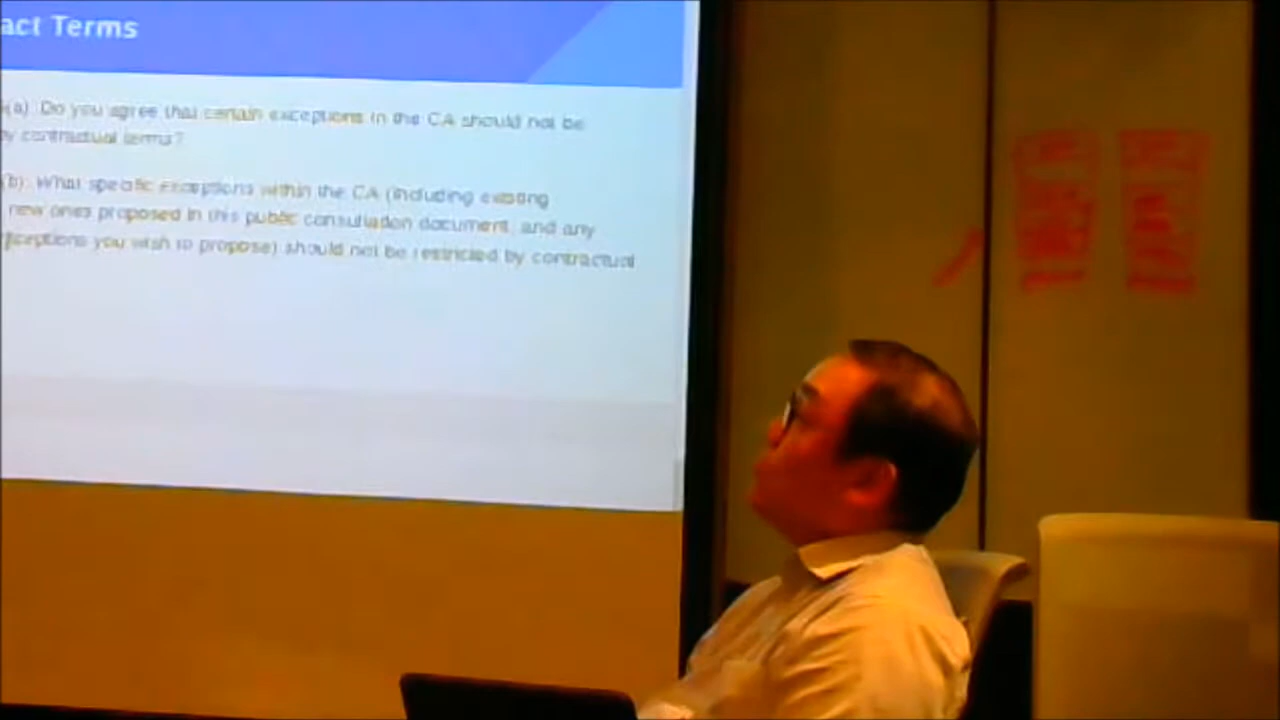 act Terms
(a): Do you agree that certain exceptions in the CA should not be
by contractual terms?
(b): What specific exceptions within the CA (including existing
new ones proposed in this public consultation document, and any
exceptions you wish to propose) should not be restricted by contractual